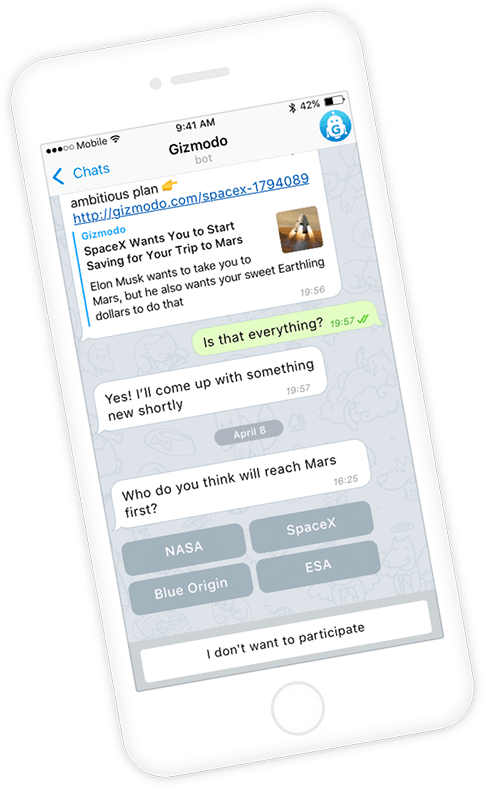 Mobile 9:41 AM 42%
Chats Gizmodo G
bot
ambitious plan 👉
http://gizmodo.com/spacex-1794089
Gizmodo
SpaceX Wants You to Start
Saving for Your Trip to Mars
Elon Musk wants to take you to
Mars, but he also wants your sweet Earthling
dollars to do that
19:56
Is that everything? 19:57
Yes! I'll come up with something
new shortly 19:57
April 8
Who do you think will reach Mars
first? 16:25
NASA SpaceX
Blue Origin ESA
I don't want to participate